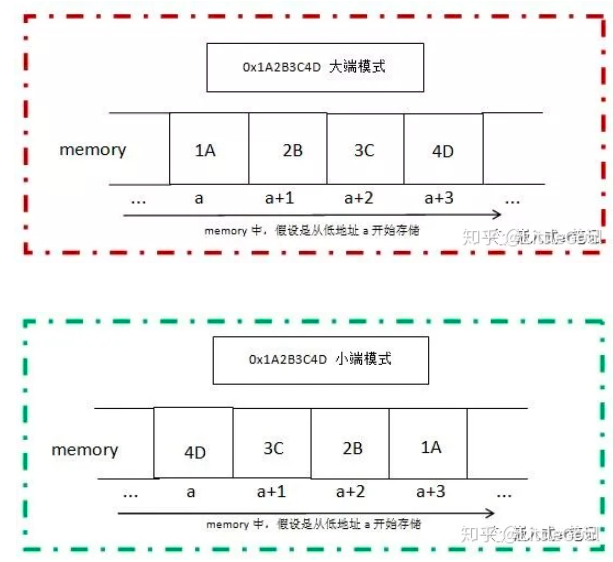 0x1A2B3C4D 大端模式
memory 1A 2B 3C 4D
... a a+1 a+2 a+3 ...
memory 中，假设是从低地址 a 开始存储
知乎
0x1A2B3C4D 小端模式
memory 4D 3C 2B 1A
... a a+1 a+2 a+3 ...
memory 中，假设是从低地址 a 开始存储
知乎